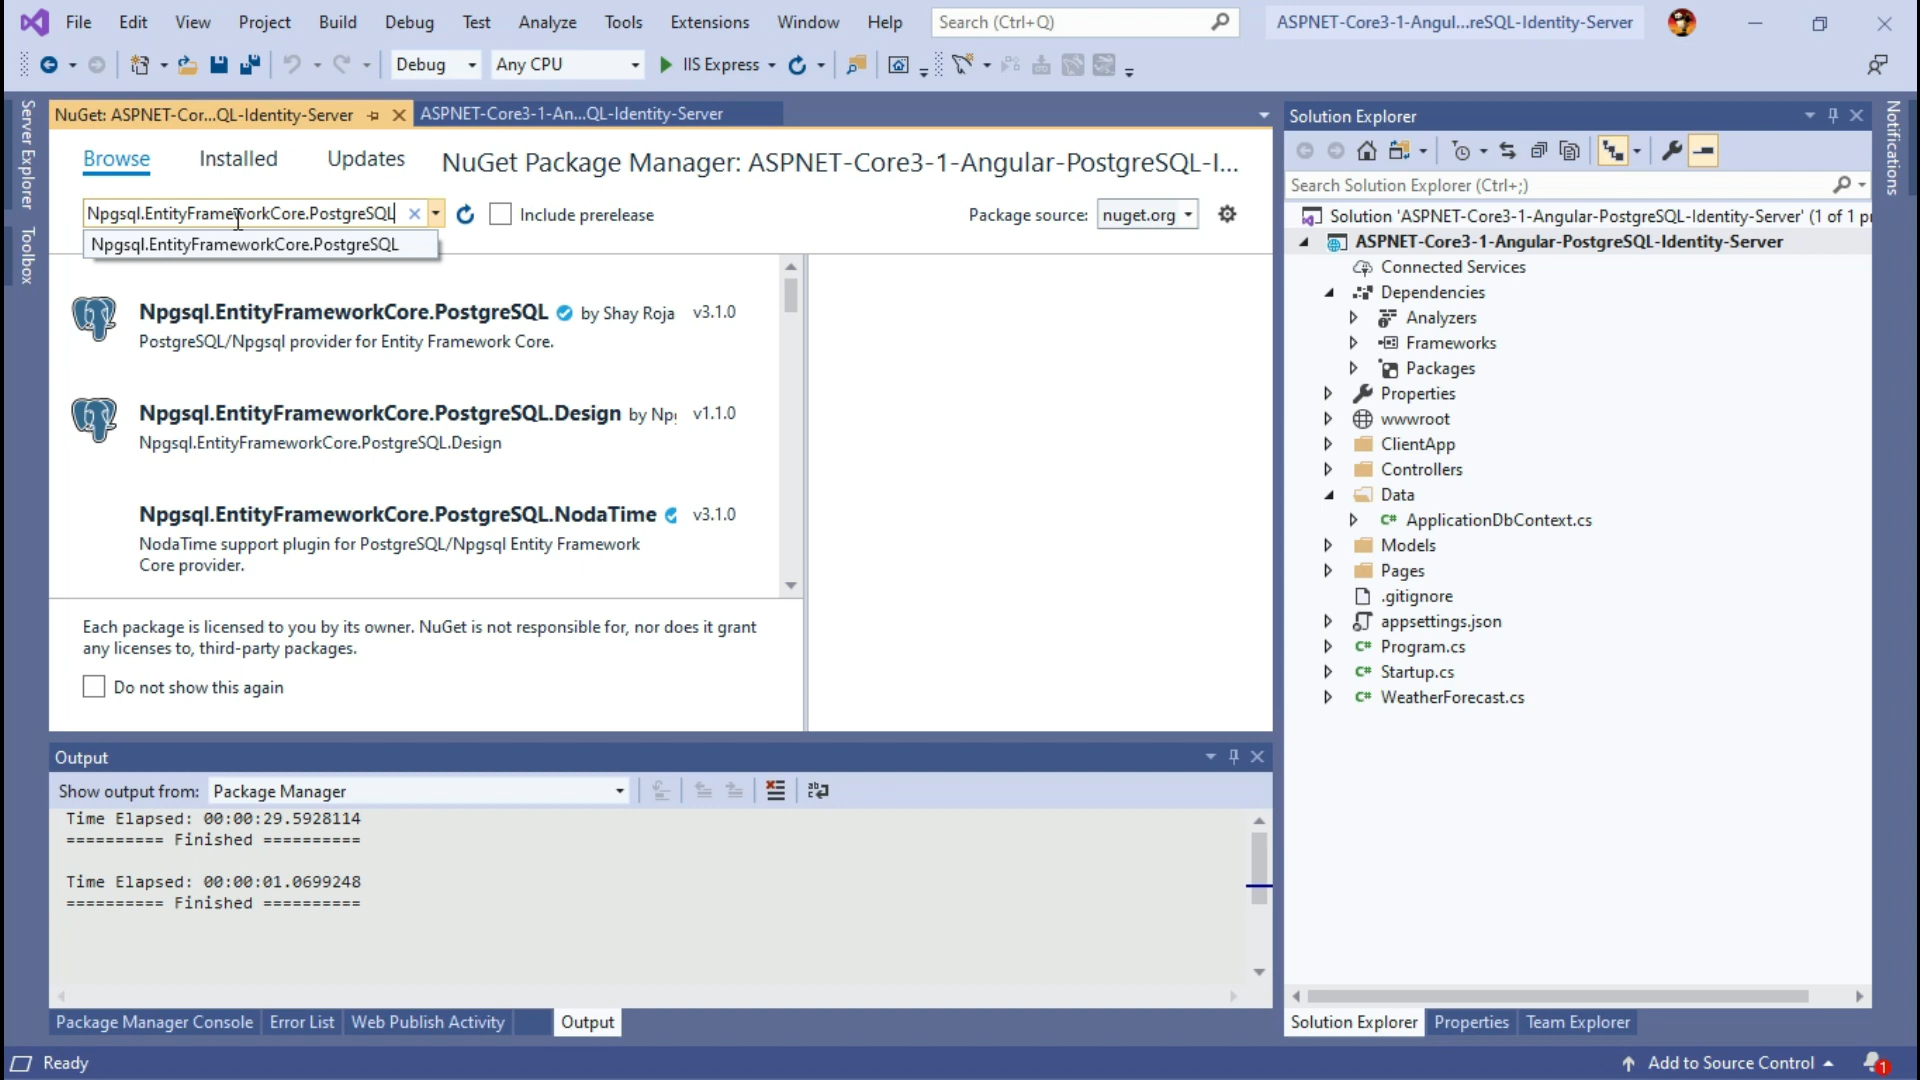 File Edit View Project Build Debug Test Analyze Tools Extensions Window Help Search (Ctrl+Q) ASPNET-Core3-1-Angul...reSQL-Identity-Server
Debug Any CPU IIS Express
Server Explorer
Toolbox
NuGet: ASPNET-Cor...QL-Identity-Server ASPNET-Core3-1-An...QL-Identity-Server
Browse Installed Updates NuGet Package Manager: ASPNET-Core3-1-Angular-PostgreSQL-I...
Npgsql.EntityFrameworkCore.PostgreSQL Include prerelease Package source: nuget.org
Npgsql.EntityFrameworkCore.PostgreSQL
Npgsql.EntityFrameworkCore.PostgreSQL by Shay Roja v3.1.0
PostgreSQL/Npgsql provider for Entity Framework Core.
Npgsql.EntityFrameworkCore.PostgreSQL.Design by Npg v1.1.0
Npgsql.EntityFrameworkCore.PostgreSQL.Design
Npgsql.EntityFrameworkCore.PostgreSQL.NodaTime v3.1.0
NodaTime support plugin for PostgreSQL/Npgsql Entity Framework
Core provider.
Each package is licensed to you by its owner. NuGet is not responsible for, nor does it grant
any licenses to, third-party packages.
Do not show this again
Output
Show output from: Package Manager
Time Elapsed: 00:00:29.5928114
========== Finished ==========
Time Elapsed: 00:00:01.0699248
========== Finished ==========
Package Manager Console Error List Web Publish Activity Output
Solution Explorer
Search Solution Explorer (Ctrl+;)
Solution 'ASPNET-Core3-1-Angular-PostgreSQL-Identity-Server' (1 of 1 pr
ASPNET-Core3-1-Angular-PostgreSQL-Identity-Server
Connected Services
Dependencies
Analyzers
Frameworks
Packages
Properties
wwwroot
ClientApp
Controllers
Data
C# ApplicationDbContext.cs
Models
Pages
.gitignore
appsettings.json
C# Program.cs
C# Startup.cs
C# WeatherForecast.cs
Solution Explorer Properties Team Explorer
Notifications
Ready Add to Source Control 1